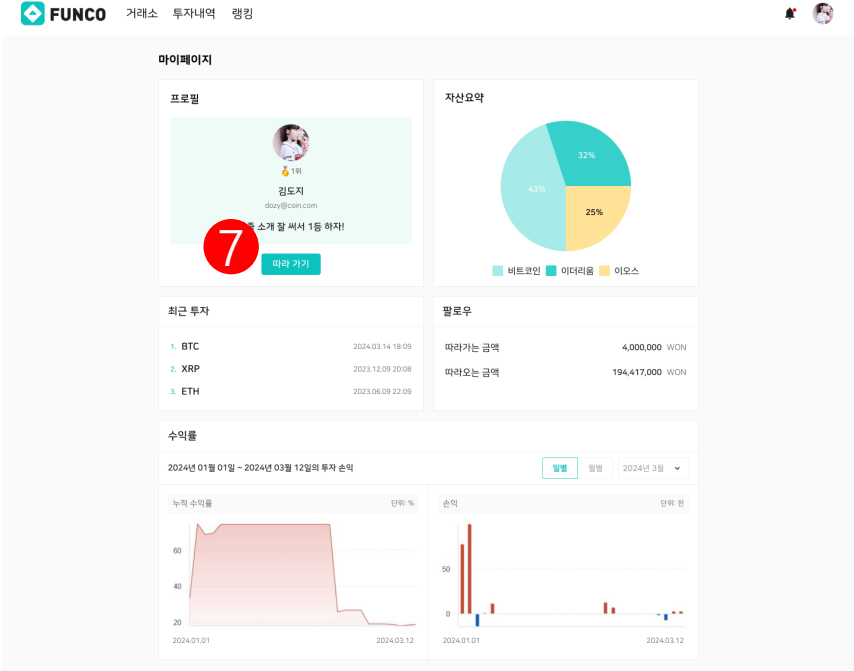 FUNCO 거래소 투자내역 랭킹
마이페이지
프로필
1위
김도지
dozy@coin.com
소개 잘 써서 1등 하자!
7
따라 가기
자산요약
32%
43%
25%
비트코인 이더리움 이오스
최근 투자
1. BTC 2024.03.14 18:09
2. XRP 2023.12.09 20:08
3. ETH 2023.06.09 22:09
팔로우
따라가는 금액 4,000,000 WON
따라오는 금액 194,417,000 WON
수익률
2024년 01월 01일 ~ 2024년 03월 12일의 투자 손익
일별 월별 2024년 3월
누적 수익률 단위: %
60
40
20
2024.01.01 2024.03.12
손익 단위: 천
50
0
2024.01.01 2024.03.12